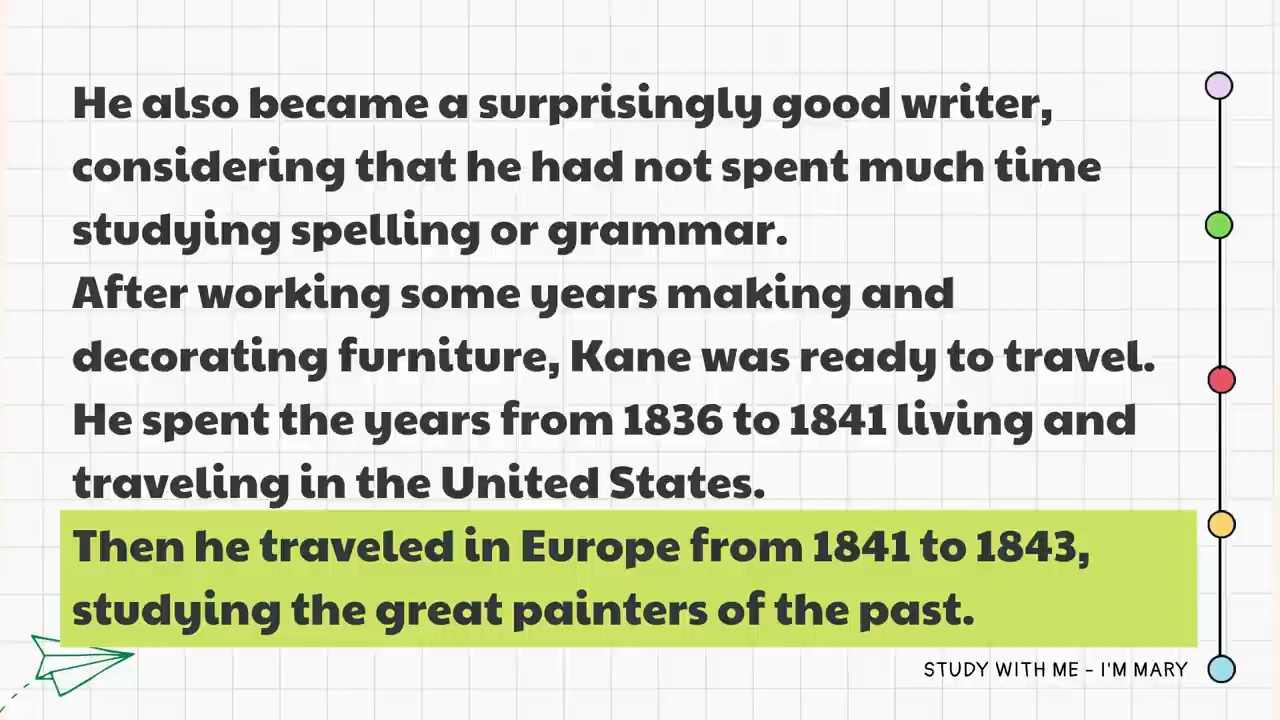 He also became a surprisingly good writer,
considering that he had not spent much time
studying spelling or grammar.
After working some years making and
decorating furniture, Kane was ready to travel.
He spent the years from 1836 to 1841 living and
traveling in the United States.
Then he traveled in Europe from 1841 to 1843,
studying the great painters of the past.
STUDY WITH ME - I'M MARY